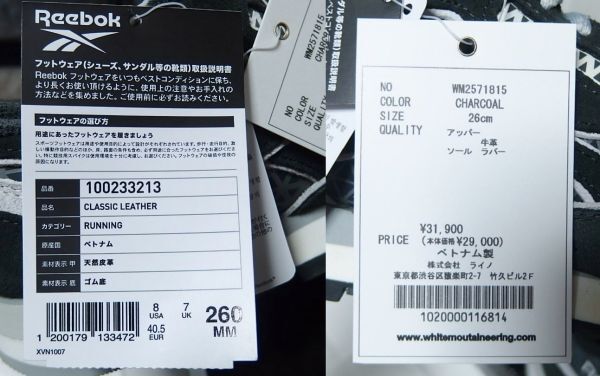 Reebok
フットウェア(シューズ、サンダル等の靴類)取扱説明書
Reebok フットウェアをいつもベストコンディションに保ち、
より長くお使い頂けるように、使用上の注意やお手入れの
方法などを集めました。ご使用前に必ずお読みください。
フットウェアの選び方
用途にあったフットウェアを履きましょう
品番 100233213
品名 CLASSIC LEATHER
カテゴリー RUNNING
原産国 ベトナム
素材表示 甲 天然皮革
素材表示 底 ゴム底
8 USA 7 UK 260 MM
40.5 EUR
1 200179 133472
XVN1007
NO WM2571815
COLOR CHARCOAL
NO WM2571815
COLOR CHARCOAL
SIZE 26cm
QUALITY アッパー
牛革
ソール ラバー
¥31,900
PRICE (本体価格¥29,000)
ベトナム製
株式会社 ライノ
東京都渋谷区猿楽町2-7 竹久ビル2F
1020000116814
www.whitemoutaineering.com